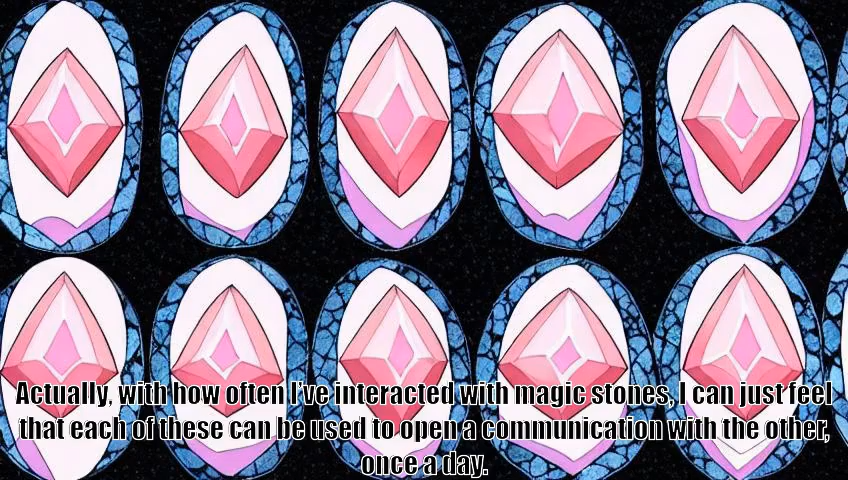 Actually, with how often I've interacted with magic stones, I can just feel
that each of these can be used to open a communication with the other,
once a day.